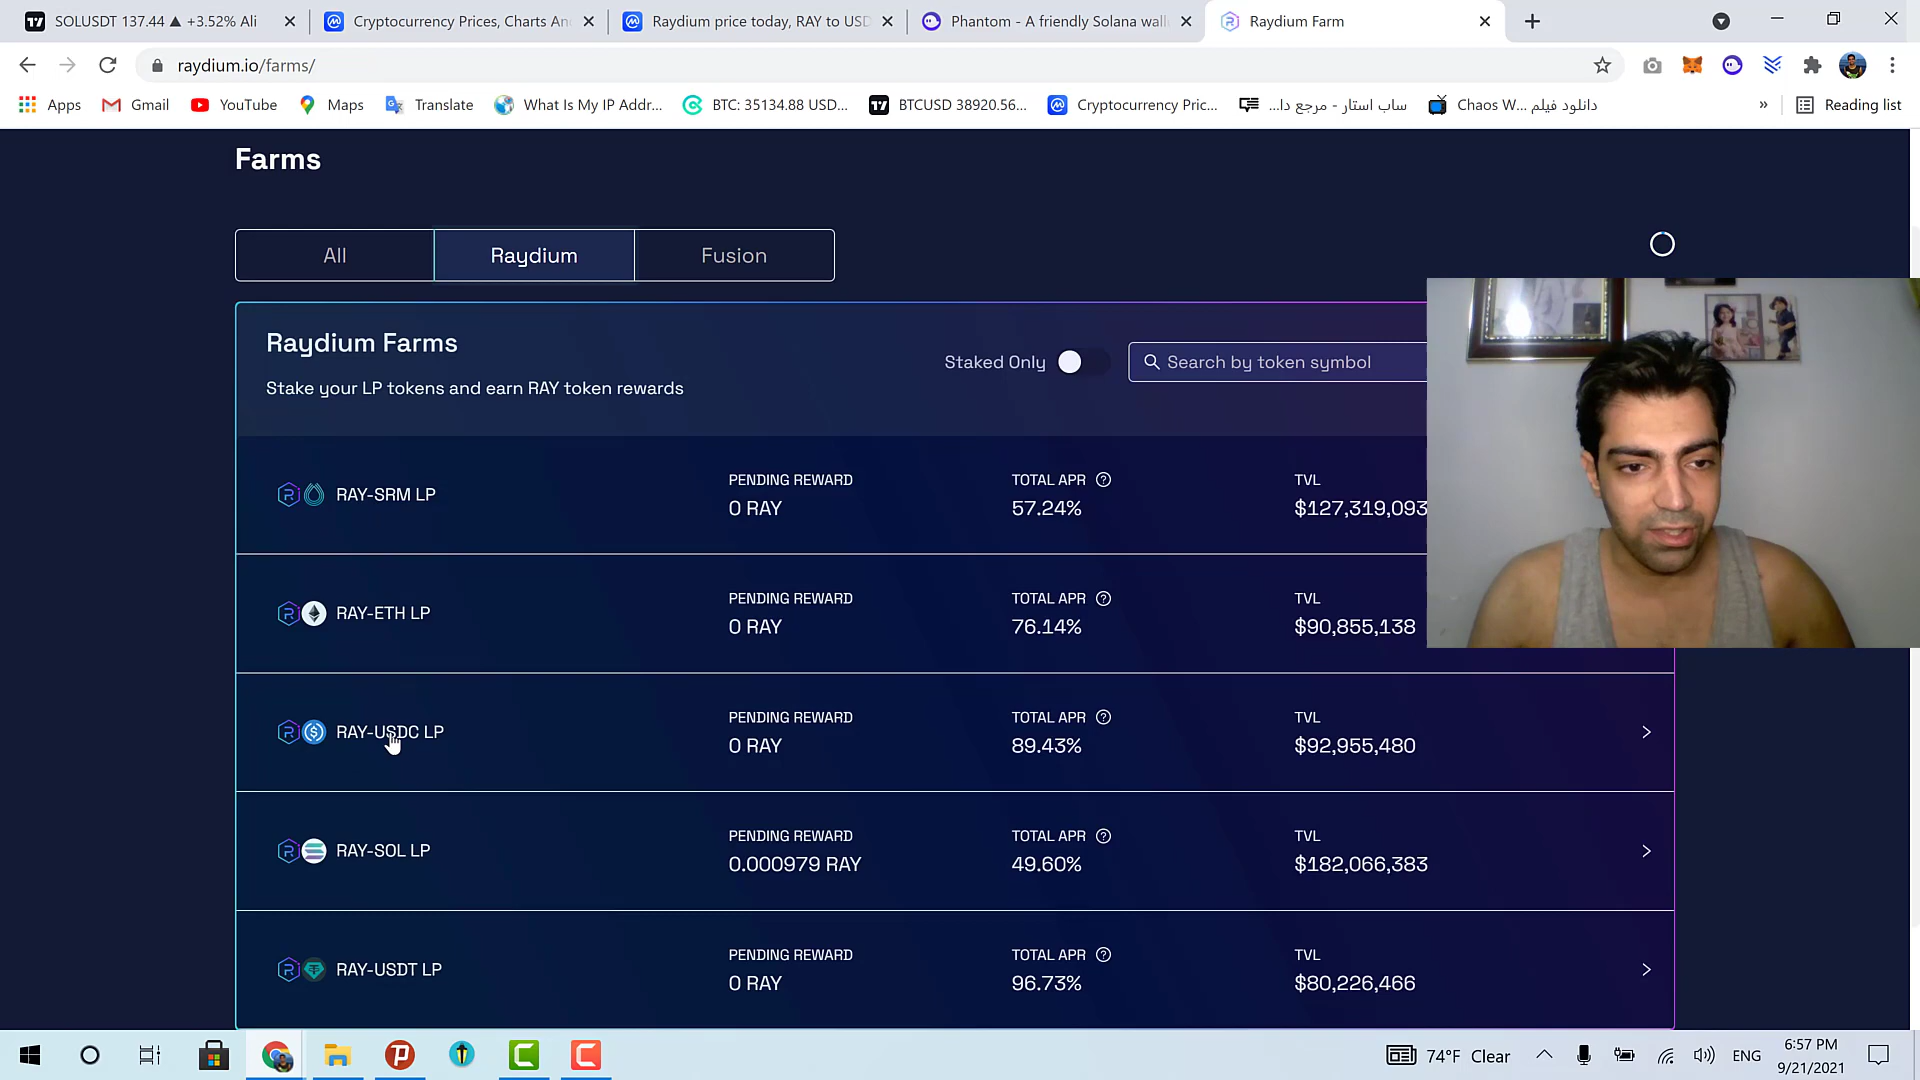 SOLUSDT 137.44 ▲ +3.52% Ali
Cryptocurrency Prices, Charts An
Raydium price today, RAY to USD
Phantom - A friendly Solana wall
Raydium Farm
raydium.io/farms/
Apps
Gmail
YouTube
Maps
Translate
What Is My IP Addr...
BTC: 35134.88 USD...
BTCUSD 38920.56...
Cryptocurrency Pric...
ساب استار - مرجع دا...
دانلود فیلم Chaos W...
»
Reading list
Farms
All
Raydium
Fusion
Raydium Farms
Stake your LP tokens and earn RAY token rewards
Staked Only
Search by token symbol
RAY-SRM LP
PENDING REWARD
0 RAY
TOTAL APR
57.24%
TVL
$127,319,093
RAY-ETH LP
PENDING REWARD
0 RAY
TOTAL APR
76.14%
TVL
$90,855,138
RAY-USDC LP
PENDING REWARD
0 RAY
TOTAL APR
89.43%
TVL
$92,955,480
RAY-SOL LP
PENDING REWARD
0.000979 RAY
TOTAL APR
49.60%
TVL
$182,066,383
RAY-USDT LP
PENDING REWARD
0 RAY
TOTAL APR
96.73%
TVL
$80,226,466
74°F Clear
ENG
6:57 PM
9/21/2021